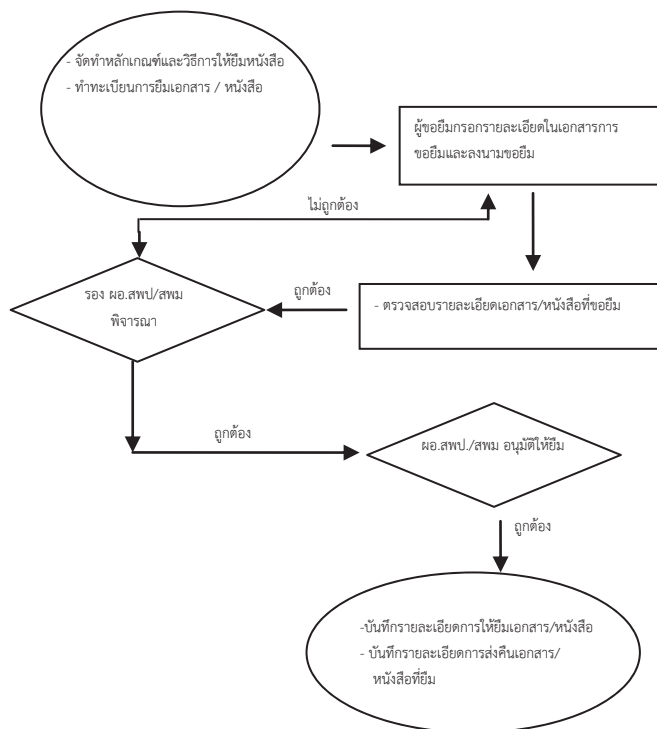 - จัดทำหลักเกณฑ์และวิธีการให้ยืมหนังสือ
- ทำทะเบียนการยืมเอกสาร / หนังสือ
ผู้ขอยืมกรอกรายละเอียดในเอกสารการ
ขอยืมและลงนามขอยืม
ไม่ถูกต้อง
รอง ผอ.สพป/สพม
พิจารณา
ถูกต้อง
- ตรวจสอบรายละเอียดเอกสาร/หนังสือที่ขอยืม
ถูกต้อง
ผอ.สพป./สพม อนุมัติให้ยืม
ถูกต้อง
-บันทึกรายละเอียดการให้ยืมเอกสาร/หนังสือ
- บันทึกรายละเอียดการส่งคืนเอกสาร/
หนังสือที่ยืม